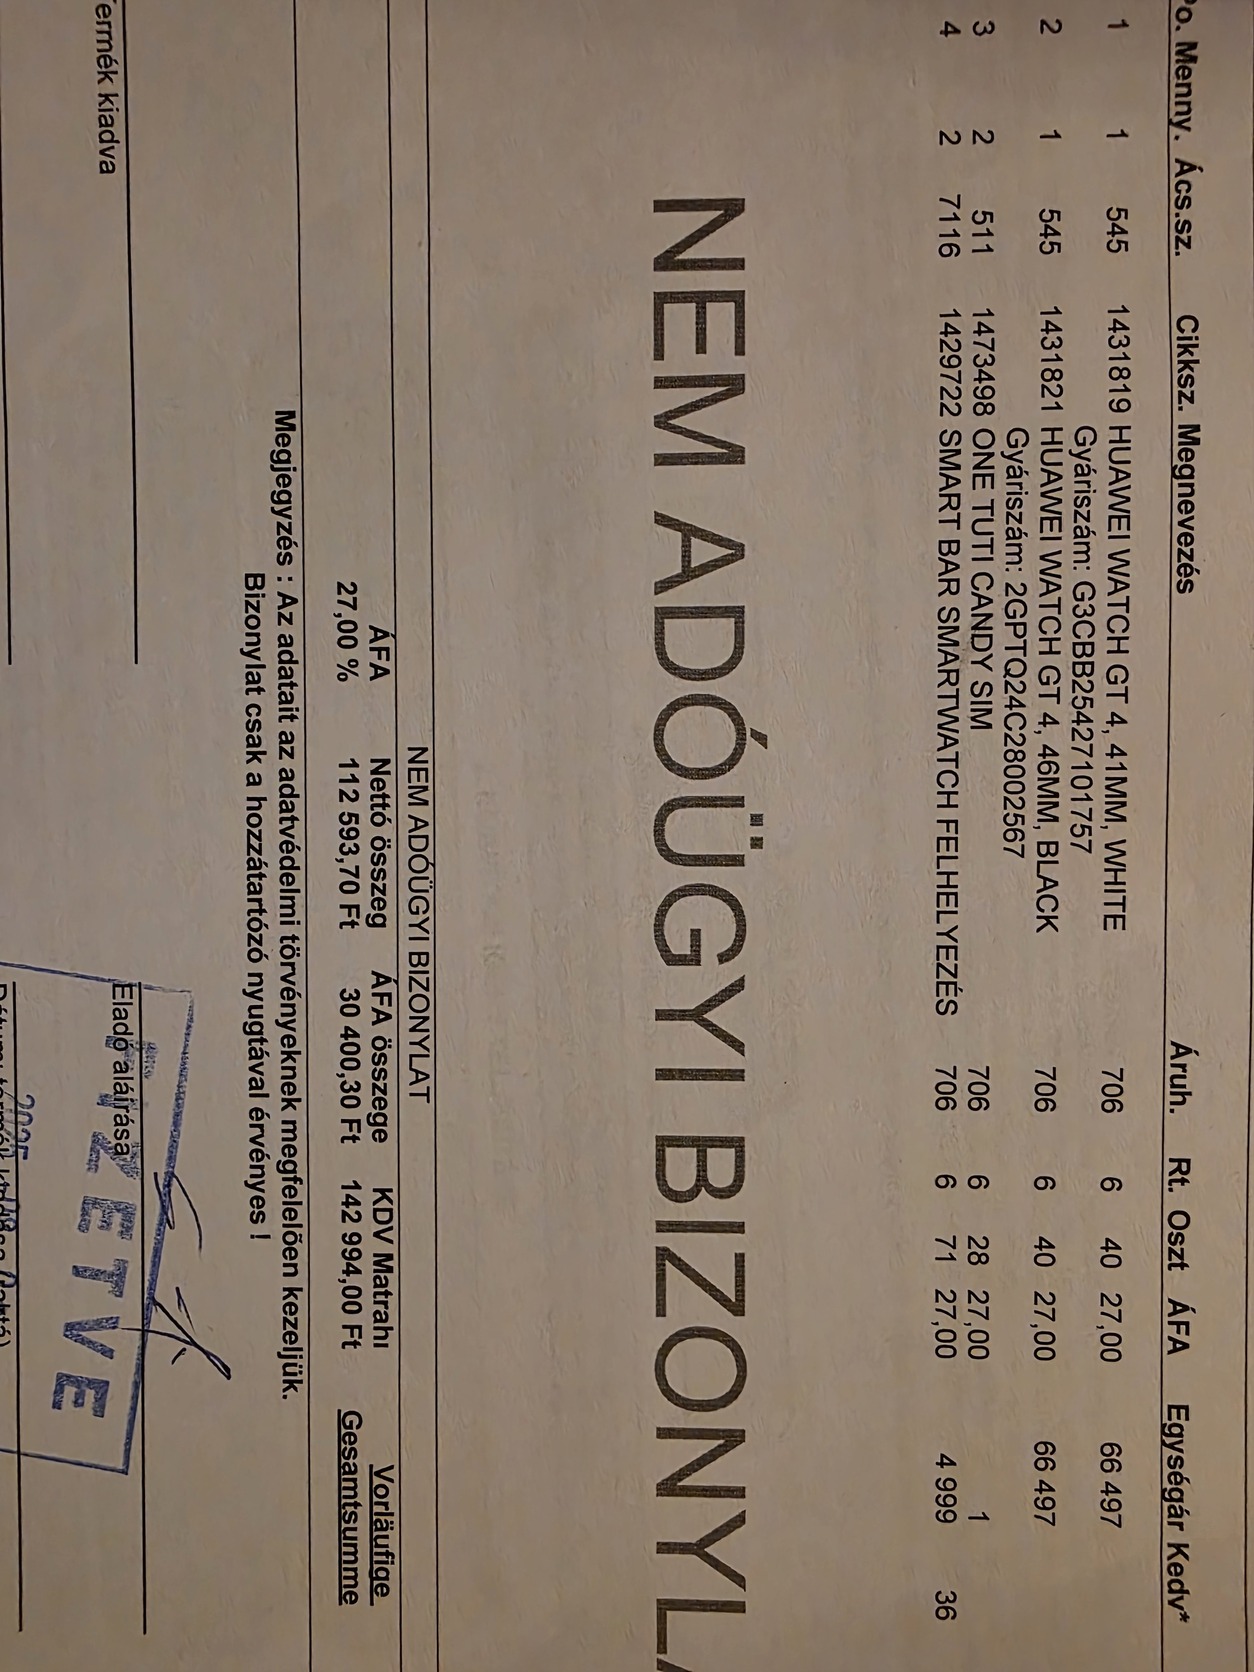 Po. Menny. Ács.sz. Cikksz. Megnevezés Áruh. Rt. Oszt ÁFA Egységár Kedv*
1 1 545 1431819 HUAWEI WATCH GT 4, 41MM, WHITE 706 6 40 27,00 66 497
Gyáriszám: G3CBB25427101757
2 1 545 1431821 HUAWEI WATCH GT 4, 46MM, BLACK 706 6 40 27,00 66 497
Gyáriszám: 2GPTQ24C28002567
3 2 511 1473498 ONE TUTI CANDY SIM 706 6 28 27,00 1
4 2 7116 1429722 SMART BAR SMARTWATCH FELHELYEZÉS 706 6 71 27,00 4 999 36
NEM ADÓÜGYI BIZONYLA
NEM ADÓÜGYI BIZONYLAT
ÁFA Nettó összeg ÁFA összege KDV Matrahı Vorläufige
27,00 % 112 593,70 Ft 30 400,30 Ft 142 994,00 Ft Gesamtsumme
Megjegyzés : Az adatait az adatvédelmi törvényeknek megfelelően kezeljük.
Bizonylat csak a hozzátartózó nyugtával érvényes !
Termék kiadva Eladó aláírása
ZETVE
2025